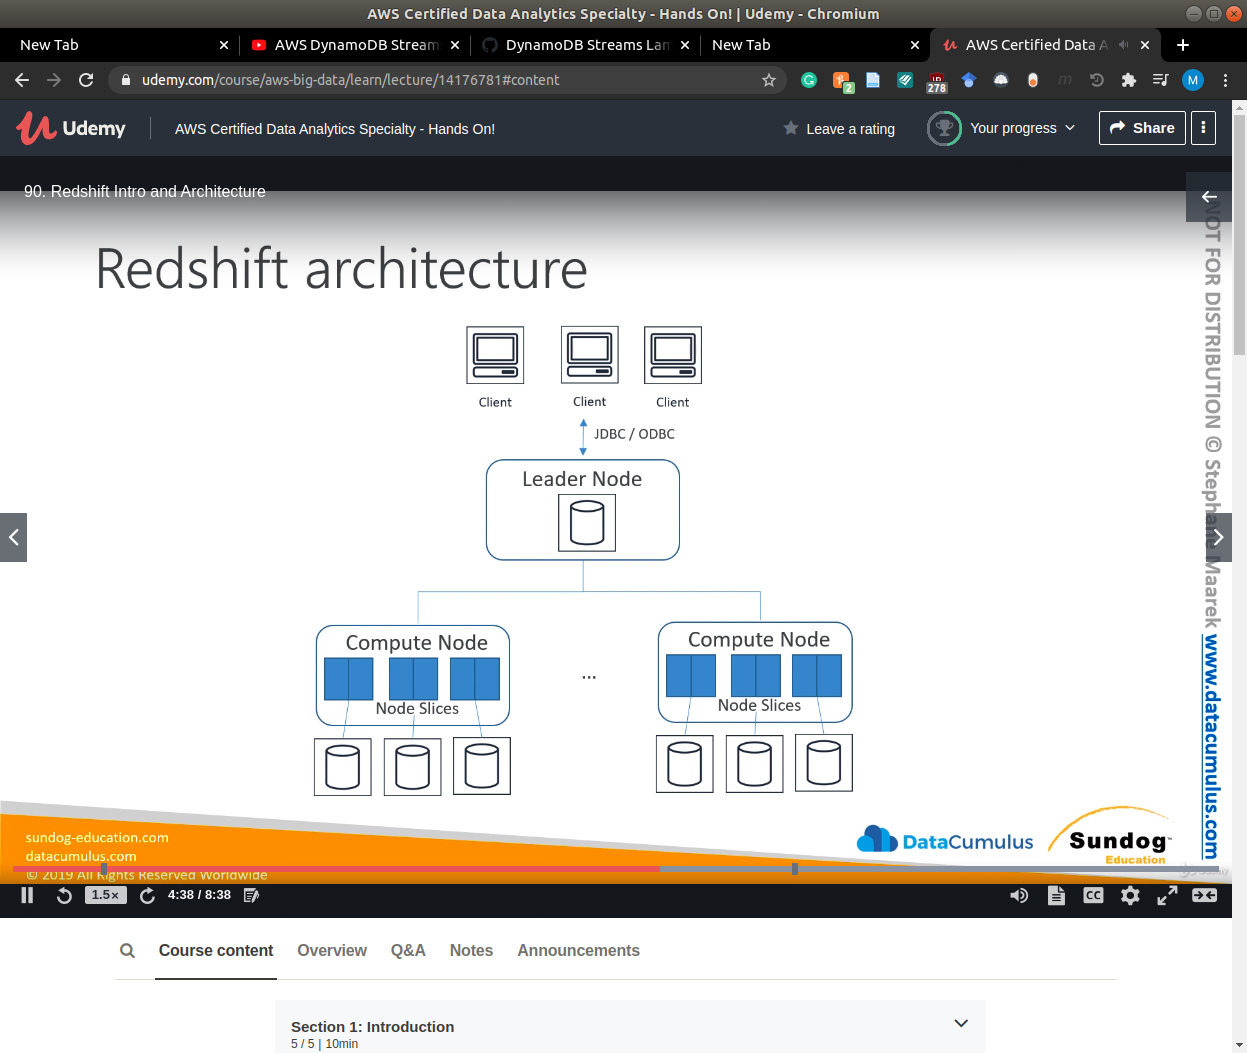 AWS Certified Data Analytics Specialty - Hands On! | Udemy - Chromium
New Tab
AWS DynamoDB Stream
DynamoDB Streams Lam
New Tab
AWS Certified Data A
udemy.com/course/aws-big-data/learn/lecture/14176781#content
2
278
M
Udemy
AWS Certified Data Analytics Specialty - Hands On!
Leave a rating
Your progress
Share
90. Redshift Intro and Architecture
Redshift architecture
Client
Client
Client
JDBC / ODBC
Leader Node
Compute Node
Node Slices
...
Compute Node
Node Slices
NOT FOR DISTRIBUTION © Stephane Maarek www.datacumulus.com
sundog-education.com
datacumulus.com
© 2019 All Rights Reserved Worldwide
DataCumulus
Sundog
Education
1.5×
4:38 / 8:38
CC
Course content
Overview
Q&A
Notes
Announcements
Section 1: Introduction
5 / 5 | 10min